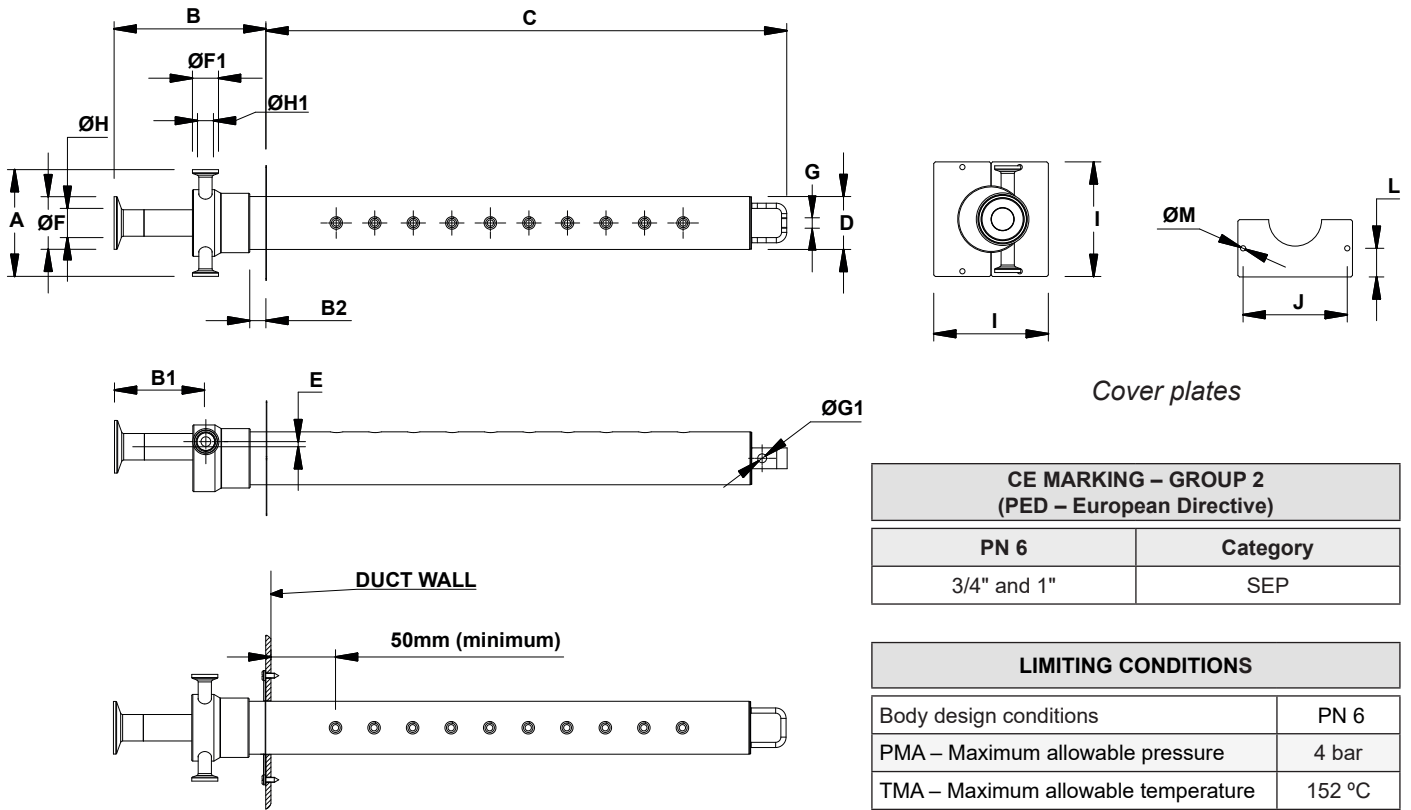 B
C
ØF1
ØH1
ØH
A
ØF
G
D
B2
I
I
L
ØM
J
B1
E
ØG1
Cover plates
DUCT WALL
50mm (minimum)
CE MARKING – GROUP 2
(PED – European Directive)
PN 6 Category
3/4" and 1" SEP
LIMITING CONDITIONS
Body design conditions PN 6
PMA – Maximum allowable pressure 4 bar
TMA – Maximum allowable temperature 152 ºC